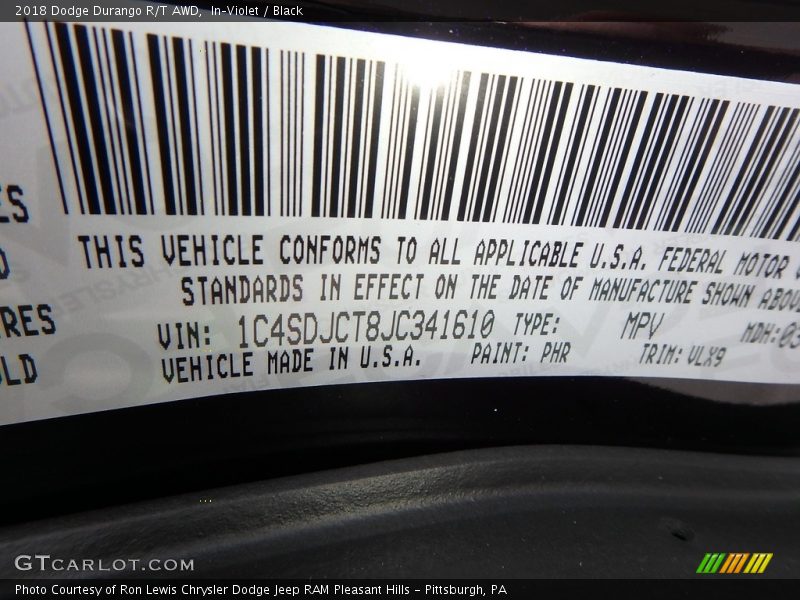 2018 Dodge Durango R/T AWD, In-Violet / Black
THIS VEHICLE CONFORMS TO ALL APPLICABLE U.S.A. FEDERAL MOTOR
STANDARDS IN EFFECT ON THE DATE OF MANUFACTURE SHOWN ABOV
VIN: 1C4SDJCT8JC341610 TYPE: MPV MDH: 03
VEHICLE MADE IN U.S.A. PAINT: PHR TRIM: VLX9
ES
RES
LD
GTCARLOT.COM
Photo Courtesy of Ron Lewis Chrysler Dodge Jeep RAM Pleasant Hills - Pittsburgh, PA